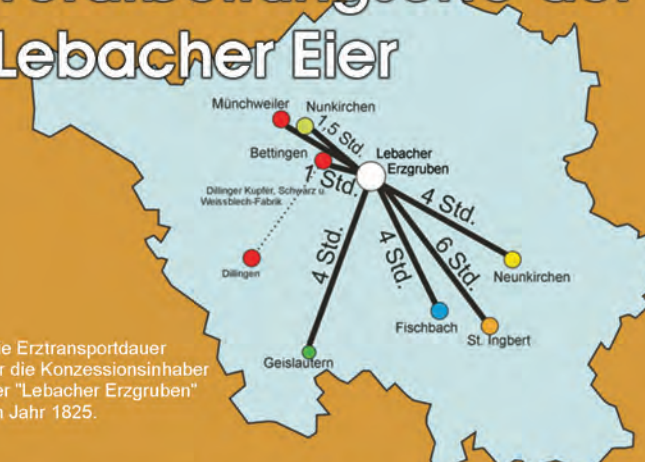 Lebacher Eier
Münchweiler
Nunkirchen
1,5 Std.
Bettingen
Lebacher
Erzgruben
1 Std.
Dillinger Kupfer, Schwarz u.
Weissblech-Fabrik
4 Std.
4 Std.
4 Std.
6 Std.
Dillingen
Neunkirchen
Fischbach
St. Ingbert
Geislautern
e Erztransportdauer
r die Konzessionsinhaber
er "Lebacher Erzgruben"
Jahr 1825.